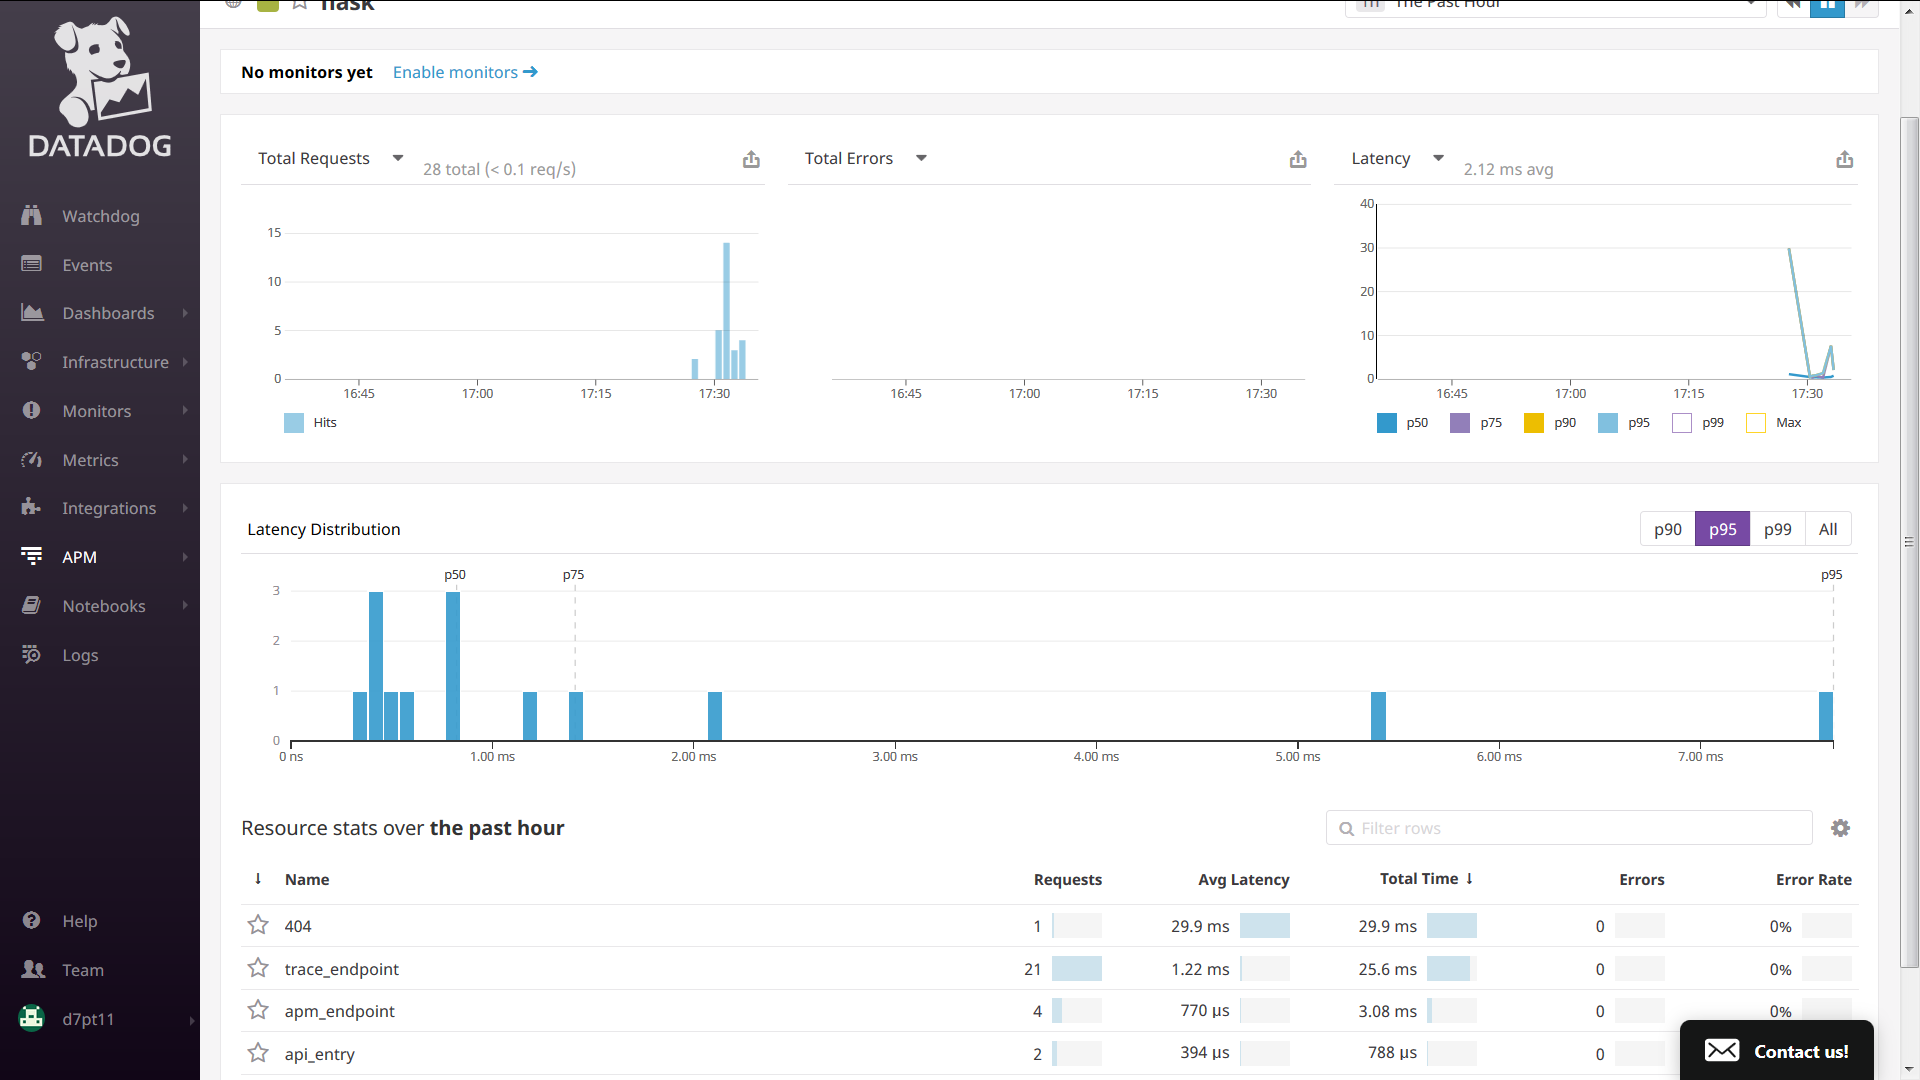 flask
The Past Hour
DATADOG
Watchdog
Events
Dashboards
Infrastructure
Monitors
Metrics
Integrations
APM
Notebooks
Logs
Help
Team
d7pt11
No monitors yet Enable monitors
Total Requests 28 total (< 0.1 req/s)
15
10
5
0
16:45 17:00 17:15 17:30
Hits
Total Errors
16:45 17:00 17:15 17:30
Latency 2.12 ms avg
40
30
20
10
0
16:45 17:00 17:15 17:30
p50 p75 p90 p95 p99 Max
Latency Distribution
p90 p95 p99 All
p50 p75 p95
3
2
1
0
0 ns 1.00 ms 2.00 ms 3.00 ms 4.00 ms 5.00 ms 6.00 ms 7.00 ms
Resource stats over the past hour
Filter rows
Name Requests Avg Latency Total Time Errors Error Rate
404 1 29.9 ms 29.9 ms 0 0%
trace_endpoint 21 1.22 ms 25.6 ms 0 0%
apm_endpoint 4 770 µs 3.08 ms 0 0%
api_entry 2 394 µs 788 µs 0
Contact us!